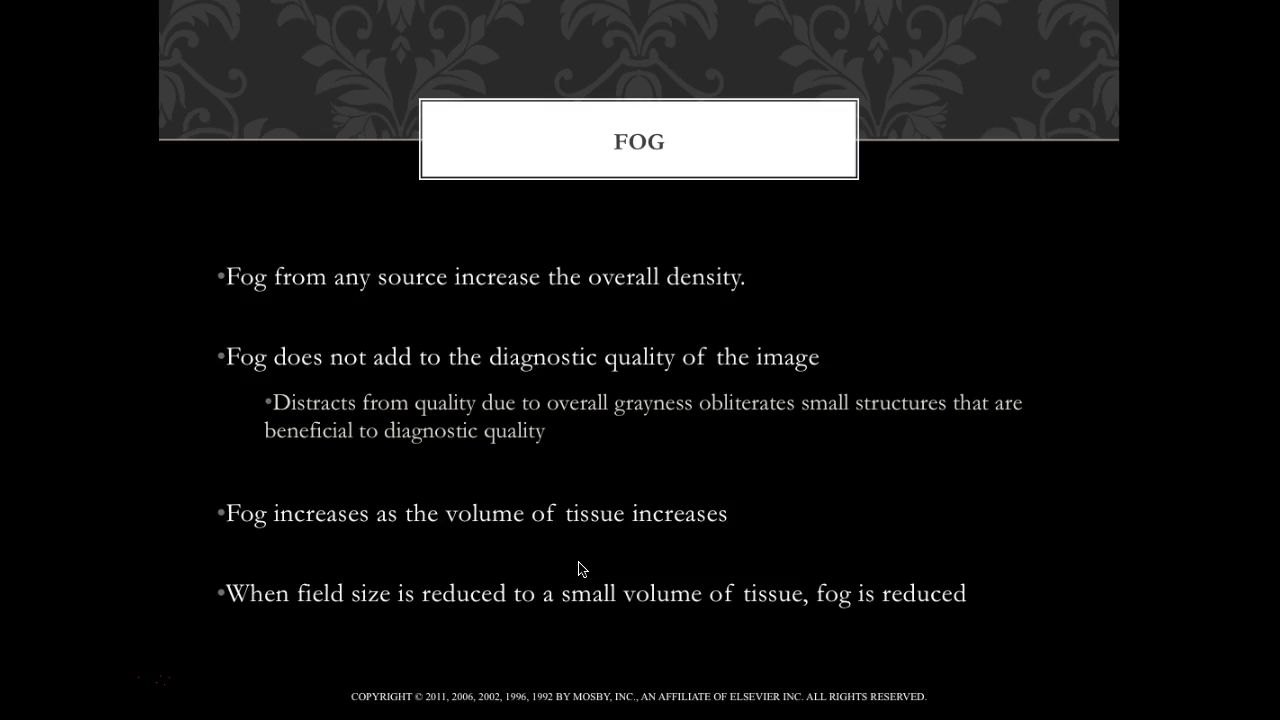 FOG
•Fog from any source increase the overall density.
•Fog does not add to the diagnostic quality of the image
•Distracts from quality due to overall grayness obliterates small structures that are
beneficial to diagnostic quality
•Fog increases as the volume of tissue increases
•When field size is reduced to a small volume of tissue, fog is reduced
COPYRIGHT © 2011, 2006, 2002, 1996, 1992 BY MOSBY, INC., AN AFFILIATE OF ELSEVIER INC. ALL RIGHTS RESERVED.